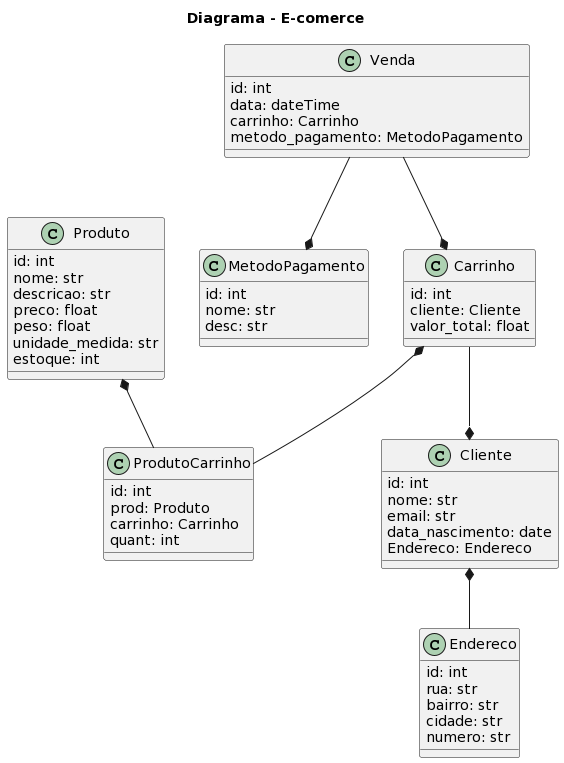 Diagrama - E-comerce
C Venda
id: int
data: dateTime
carrinho: Carrinho
metodo_pagamento: MetodoPagamento
C Produto
id: int
nome: str
descricao: str
preco: float
peso: float
unidade_medida: str
estoque: int
C MetodoPagamento
id: int
nome: str
desc: str
C Carrinho
id: int
cliente: Cliente
valor_total: float
C ProdutoCarrinho
id: int
prod: Produto
carrinho: Carrinho
quant: int
C Cliente
id: int
nome: str
email: str
data_nascimento: date
Endereco: Endereco
C Endereco
id: int
rua: str
bairro: str
cidade: str
numero: str